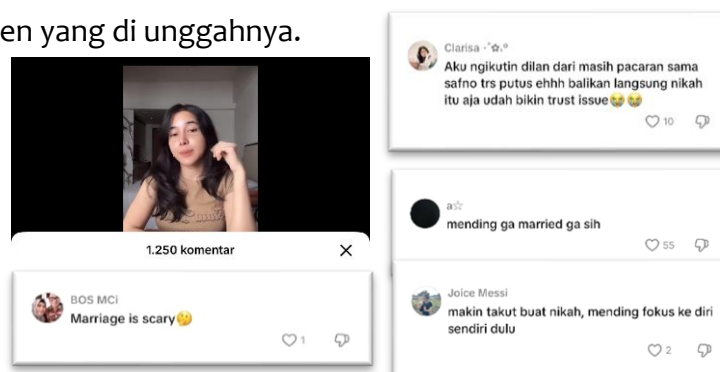 en yang di unggahnya.
1.250 komentar
BOS MCi
Marriage is scary🤔
1
Clarisa ⋆˚✿.°
Aku ngikutin dilan dari masih pacaran sama
safno trs putus ehhh balikan langsung nikah
itu aja udah bikin trust issue😭😭
10
a☆
mending ga married ga sih
55
Joice Messi
makin takut buat nikah, mending fokus ke diri
sendiri dulu
2